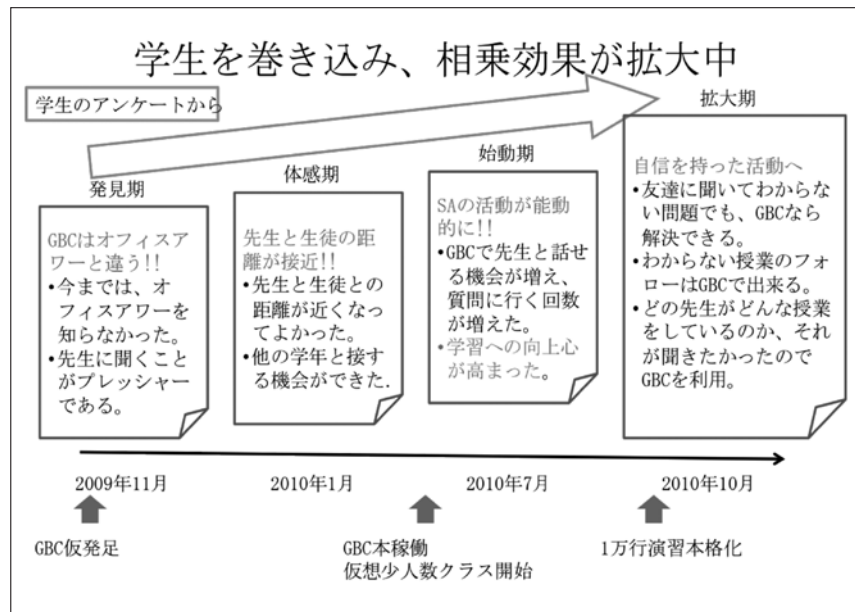 学生を巻き込み、相乗効果が拡大中
学生のアンケートから
発見期
GBCはオフィスア
ワーと違う!!
•今までは、オ
フィスアワーを
知らなかった。
•先生に聞くこと
がプレッシャー
である。
体感期
先生と生徒の距
離が接近!!
•先生と生徒との
距離が近くなっ
てよかった。
•他の学年と接す
る機会ができた.
始動期
SAの活動が能動
的に!!
•GBCで先生と話せ
る機会が増え、
質問に行く回数
が増えた。
•学習への向上心
が高まった。
拡大期
自信を持った活動へ
•友達に聞いてわからな
い問題でも、GBCなら
解決できる。
•わからない授業のフォ
ローはGBCで出来る。
•どの先生がどんな授業
をしているのか、それ
が聞きたかったので
GBCを利用。
2009年11月
2010年1月
2010年7月
2010年10月
GBC仮発足
GBC本稼働
仮想少人数クラス開始
1万行演習本格化